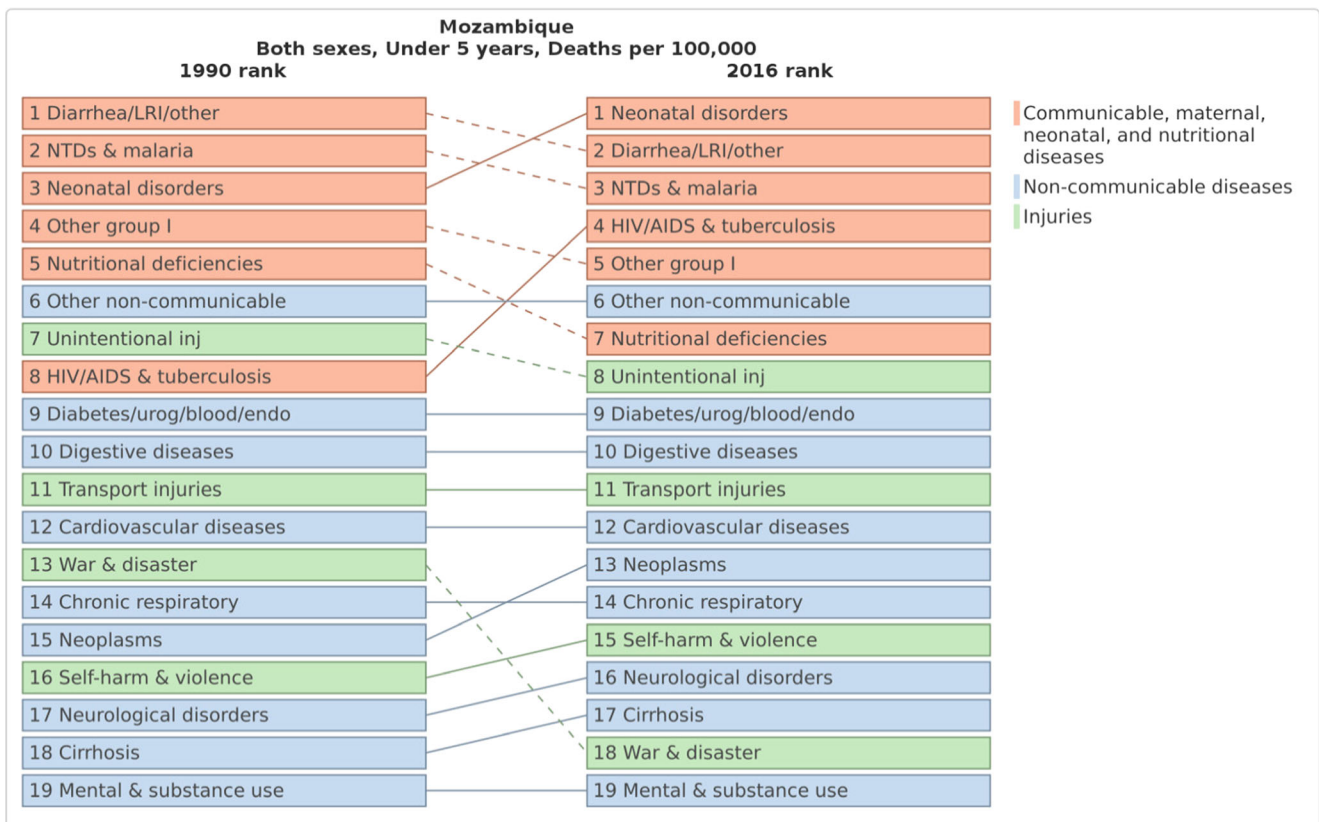 Mozambique
Both sexes, Under 5 years, Deaths per 100,000
1990 rank
2016 rank
1 Diarrhea/LRI/other
2 NTDs & malaria
3 Neonatal disorders
4 Other group I
5 Nutritional deficiencies
6 Other non-communicable
7 Unintentional inj
8 HIV/AIDS & tuberculosis
9 Diabetes/urog/blood/endo
10 Digestive diseases
11 Transport injuries
12 Cardiovascular diseases
13 War & disaster
14 Chronic respiratory
15 Neoplasms
16 Self-harm & violence
17 Neurological disorders
18 Cirrhosis
19 Mental & substance use
1 Neonatal disorders
2 Diarrhea/LRI/other
3 NTDs & malaria
4 HIV/AIDS & tuberculosis
5 Other group I
6 Other non-communicable
7 Nutritional deficiencies
8 Unintentional inj
9 Diabetes/urog/blood/endo
10 Digestive diseases
11 Transport injuries
12 Cardiovascular diseases
13 Neoplasms
14 Chronic respiratory
15 Self-harm & violence
16 Neurological disorders
17 Cirrhosis
18 War & disaster
19 Mental & substance use
Communicable, maternal,
neonatal, and nutritional
diseases
Non-communicable diseases
Injuries